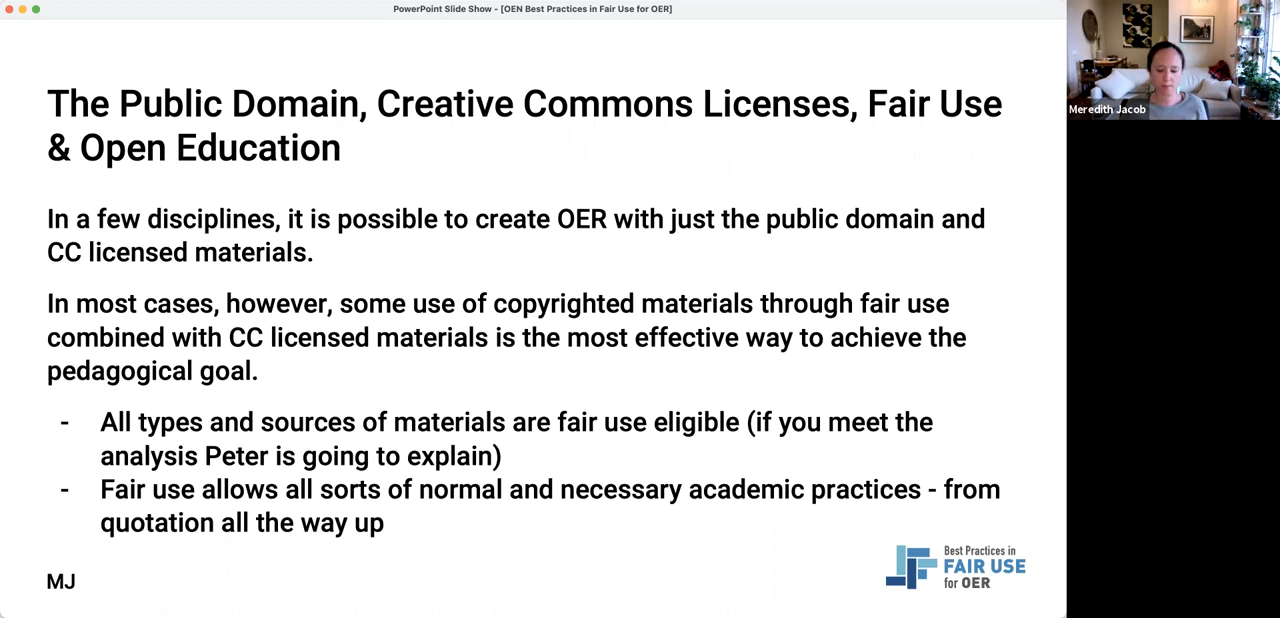 PowerPoint Slide Show - [OEN Best Practices in Fair Use for OER]
The Public Domain, Creative Commons Licenses, Fair Use
& Open Education
In a few disciplines, it is possible to create OER with just the public domain and
CC licensed materials.
In most cases, however, some use of copyrighted materials through fair use
combined with CC licensed materials is the most effective way to achieve the
pedagogical goal.
- All types and sources of materials are fair use eligible (if you meet the
analysis Peter is going to explain)
- Fair use allows all sorts of normal and necessary academic practices - from
quotation all the way up
MJ
Best Practices in
FAIR USE
for OER
Meredith Jacob